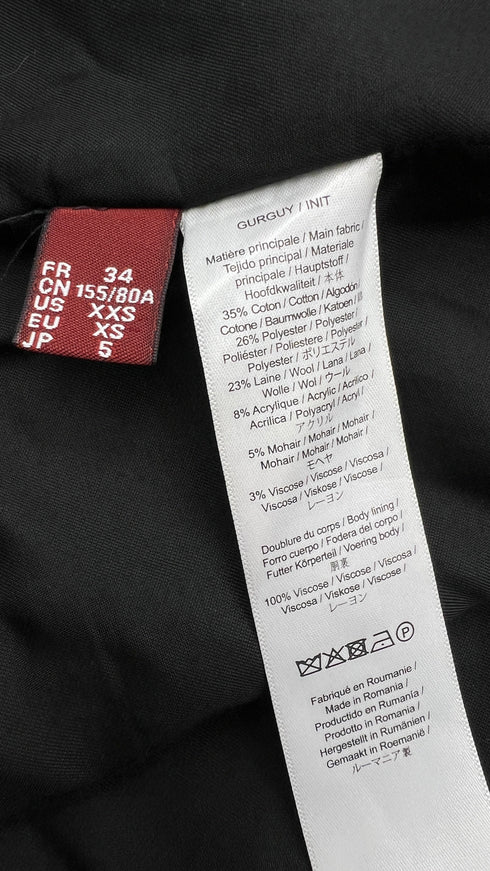 FR 34
CN 155/80A
US XXS
EU XS
JP 5
GURGUY / INIT
Matière principale / Main fabric /
Tejido principal / Materiale
principale / Hauptstoff /
Hoofdkwaliteit / 本体
35% Coton / Cotton / Algodón /
Cotone / Baumwolle / Katoen /
26% Polyester / Polyester /
Poliéster / Poliestere / Polyester /
Polyester / ポリエステル
23% Laine / Wool / Lana / Lana /
Wolle / Wol / ウール
8% Acrylique / Acrylic / Acrílico /
Acrilica / Polyacryl / Acryl /
アクリル
5% Mohair / Mohair / Mohair /
Mohair / Mohair / Mohair /
モヘヤ
3% Viscose / Viscose / Viscosa /
Viscosa / Viskose / Viscose /
レーヨン
Doublure du corps / Body lining /
Forro cuerpo / Fodera del corpo /
Futter Körperteil / Voering body /
胴裏
100% Viscose / Viscose / Viscosa /
Viscosa / Viskose / Viscose /
レーヨン
P
Fabriqué en Roumanie /
Made in Romania /
Productido en Rumanía /
Prodotto in Romania /
Hergestellt in Rumänien /
Gemaakt in Roemenië /
ルーマニア製